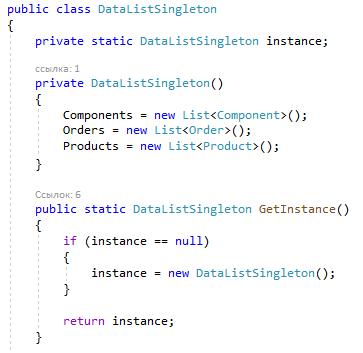 public class DataListSingleton
{
private static DataListSingleton instance;
ссылка: 1
private DataListSingleton()
{
Components = new List<Component>();
Orders = new List<Order>();
Products = new List<Product>();
}
Ссылок: 6
public static DataListSingleton GetInstance()
{
if (instance == null)
{
instance = new DataListSingleton();
}
return instance;
}